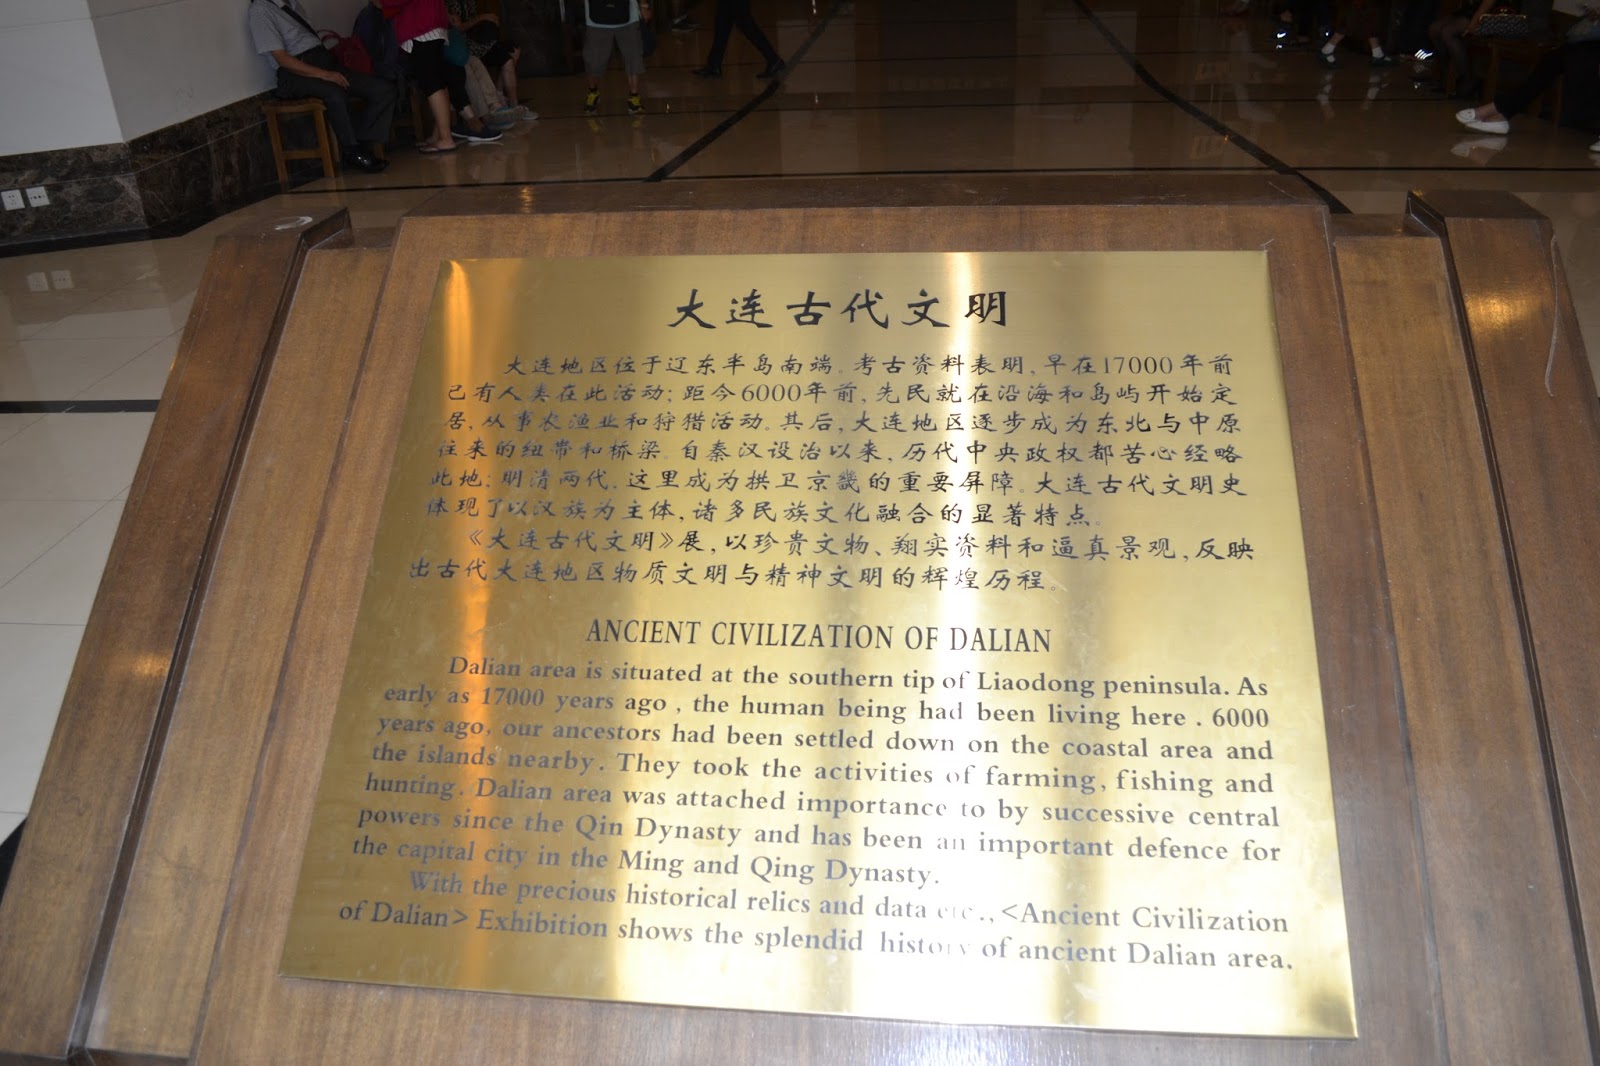 大连古代文明
大连地区位于辽东半岛南端。考古资料表明，早在17000年前
已有人类在此活动；距今6000年前，先民就在沿海和岛屿开始定
居，从事农渔业和狩猎活动。其后，大连地区逐步成为东北与中原
往来的纽带和桥梁。自秦汉设治以来，历代中央政权都苦心经略
此地；明清两代，这里成为拱卫京畿的重要屏障。大连古代文明史
体现了以汉族为主体，诸多民族文化融合的显著特点。
《大连古代文明》展，以珍贵文物、翔实资料和逼真景观，反映
出古代大连地区物质文明与精神文明的辉煌历程。
ANCIENT CIVILIZATION OF DALIAN
Dalian area is situated at the southern tip of Liaodong peninsula. As
early as 17000 years ago , the human being had been living here . 6000
years ago, our ancestors had been settled down on the coastal area and
the islands nearby . They took the activities of farming, fishing and
hunting. Dalian area was attached importance to by successive central
powers since the Qin Dynasty and has been an important defence for
the capital city in the Ming and Qing Dynasty.
With the precious historical relics and data etc., <Ancient Civilization
of Dalian> Exhibition shows the splendid history of ancient Dalian area.